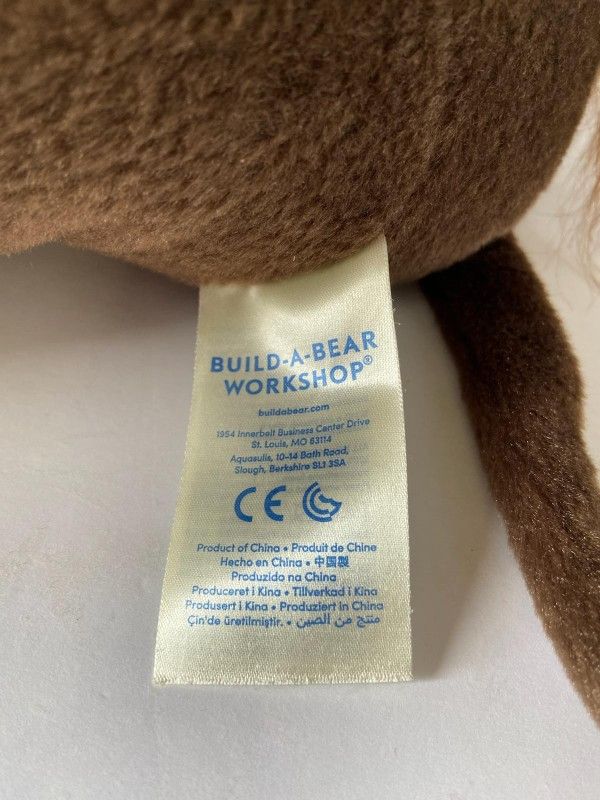 BUILD-A-BEAR
WORKSHOP®
buildabear.com
1954 Innerbelt Business Center Drive
St. Louis, MO 63114
Aquasulis, 10-14 Bath Road,
Slough, Berkshire SL1 3SA
CE
Product of China • Produit de Chine
Hecho en China • 中国製
Produzido na China
Produceret i Kina • Tillverkad i Kina
Produsert i Kina • Produziert in China
Çin'de üretilmiştir. • منتج من الصين